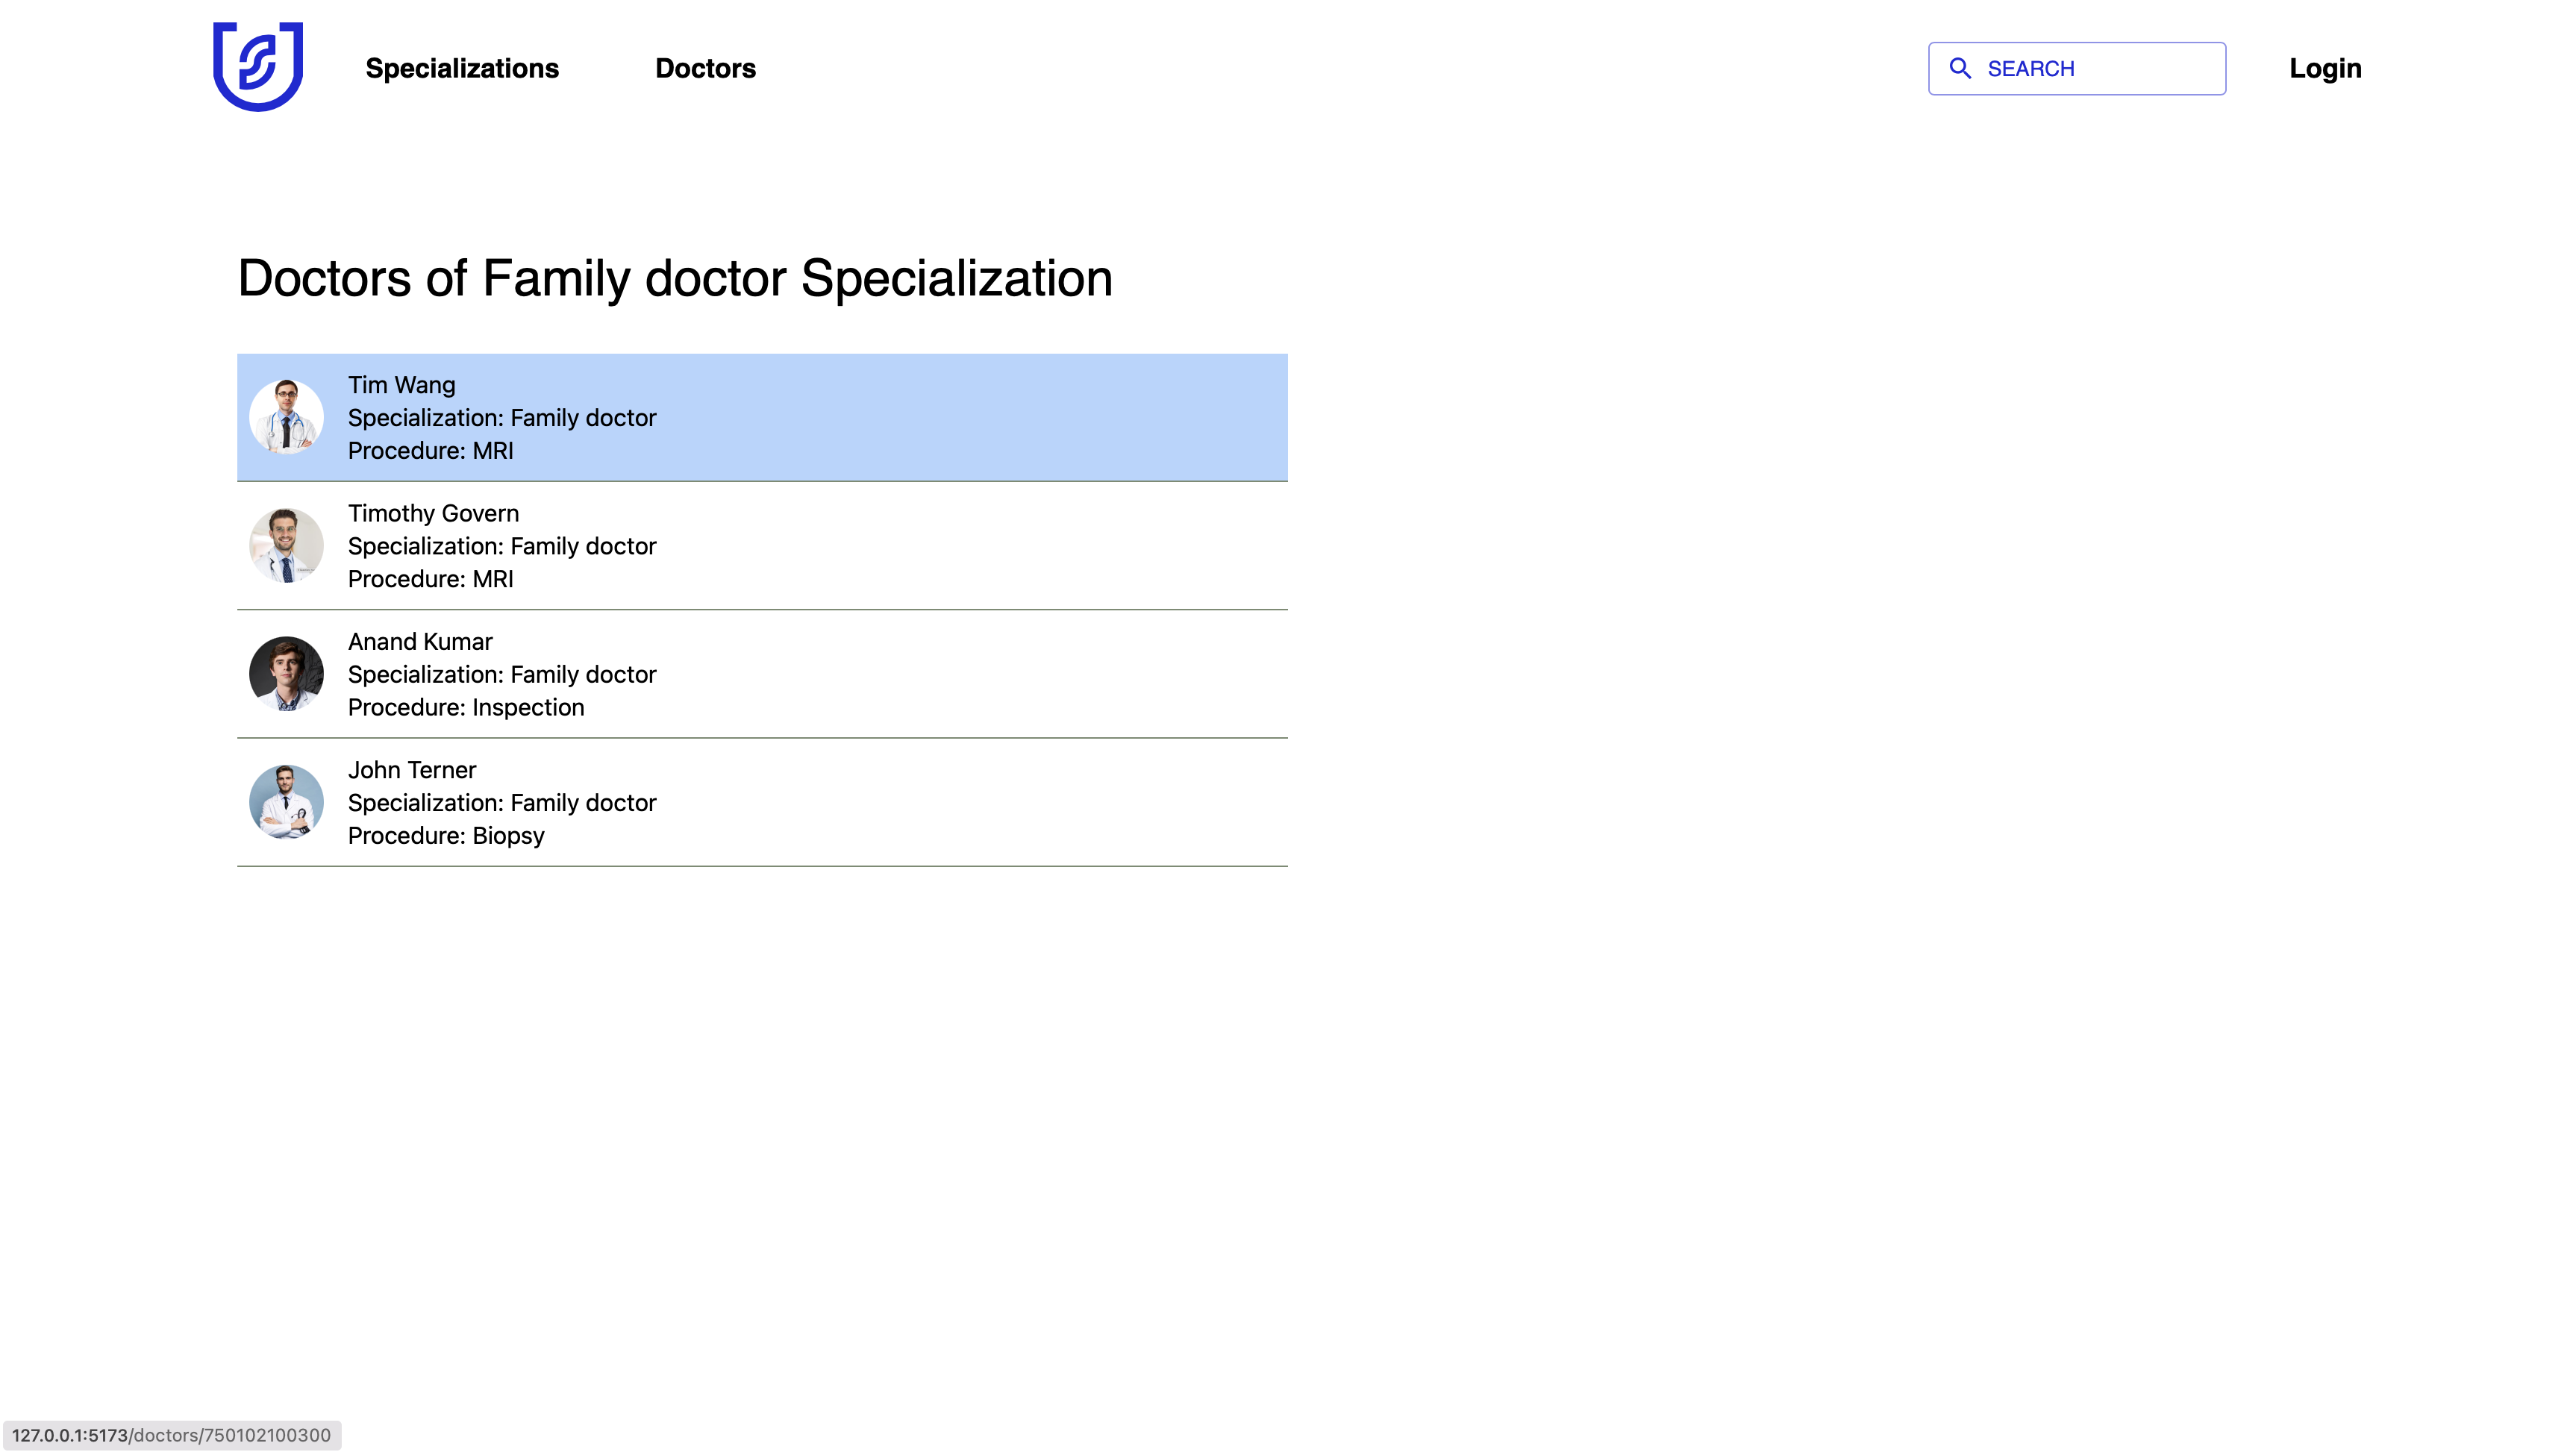 Specializations
Doctors
SEARCH
Login
Doctors of Family doctor Specialization
Tim Wang
Specialization: Family doctor
Procedure: MRI
Timothy Govern
Specialization: Family doctor
Procedure: MRI
Anand Kumar
Specialization: Family doctor
Procedure: Inspection
John Terner
Specialization: Family doctor
Procedure: Biopsy
127.0.0.1:5173/doctors/750102100300